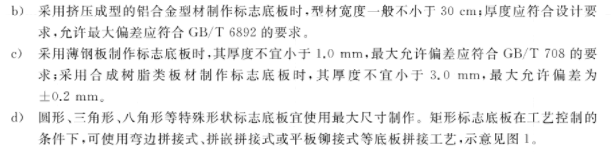 b) 采用挤压成型的铝合金型材制作标志底板时,型材宽度一般不小于 30 cm;厚度应符合设计要
求,允许最大偏差应符合 GB/T 6892 的要求。
c) 采用薄钢板制作标志底板时,其厚度不宜小于 1.0 mm,最大允许偏差应符合 GB/T 708 的要
求;采用合成树脂类板材制作标志底板时,其厚度不宜小于 3.0 mm,最大允许偏差为
±0.2 mm。
d) 圆形、三角形、八角形等特殊形状标志底板宜使用最大尺寸制作。矩形标志底板在工艺控制的
条件下,可使用弯边拼接式、拼嵌拼接式或平板铆接式等底板拼接工艺,示意见图 1。